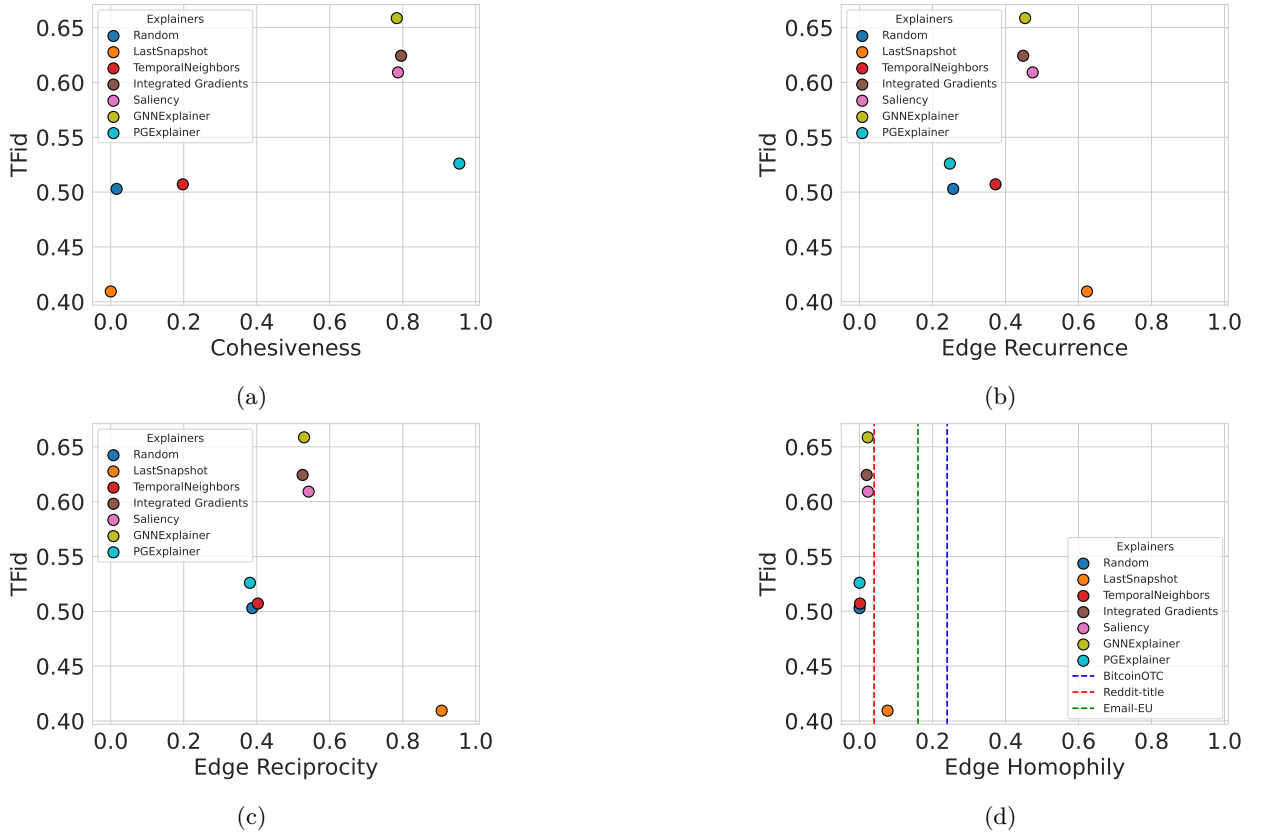 Explainers
Random
LastSnapshot
TemporalNeighbors
Integrated Gradients
Saliency
GNNExplainer
PGExplainer
TFid
0.65
0.60
0.55
0.50
0.45
0.40
0.0 0.2 0.4 0.6 0.8 1.0
Cohesiveness
(a)
Explainers
Random
LastSnapshot
TemporalNeighbors
Integrated Gradients
Saliency
GNNExplainer
PGExplainer
TFid
0.65
0.60
0.55
0.50
0.45
0.40
0.0 0.2 0.4 0.6 0.8 1.0
Edge Recurrence
(b)
Explainers
Random
LastSnapshot
TemporalNeighbors
Integrated Gradients
Saliency
GNNExplainer
PGExplainer
TFid
0.65
0.60
0.55
0.50
0.45
0.40
0.0 0.2 0.4 0.6 0.8 1.0
Edge Reciprocity
(c)
TFid
0.65
0.60
0.55
0.50
0.45
0.40
Explainers
Random
LastSnapshot
TemporalNeighbors
Integrated Gradients
Saliency
GNNExplainer
PGExplainer
BitcoinOTC
Reddit-title
Email-EU
0.0 0.2 0.4 0.6 0.8 1.0
Edge Homophily
(d)